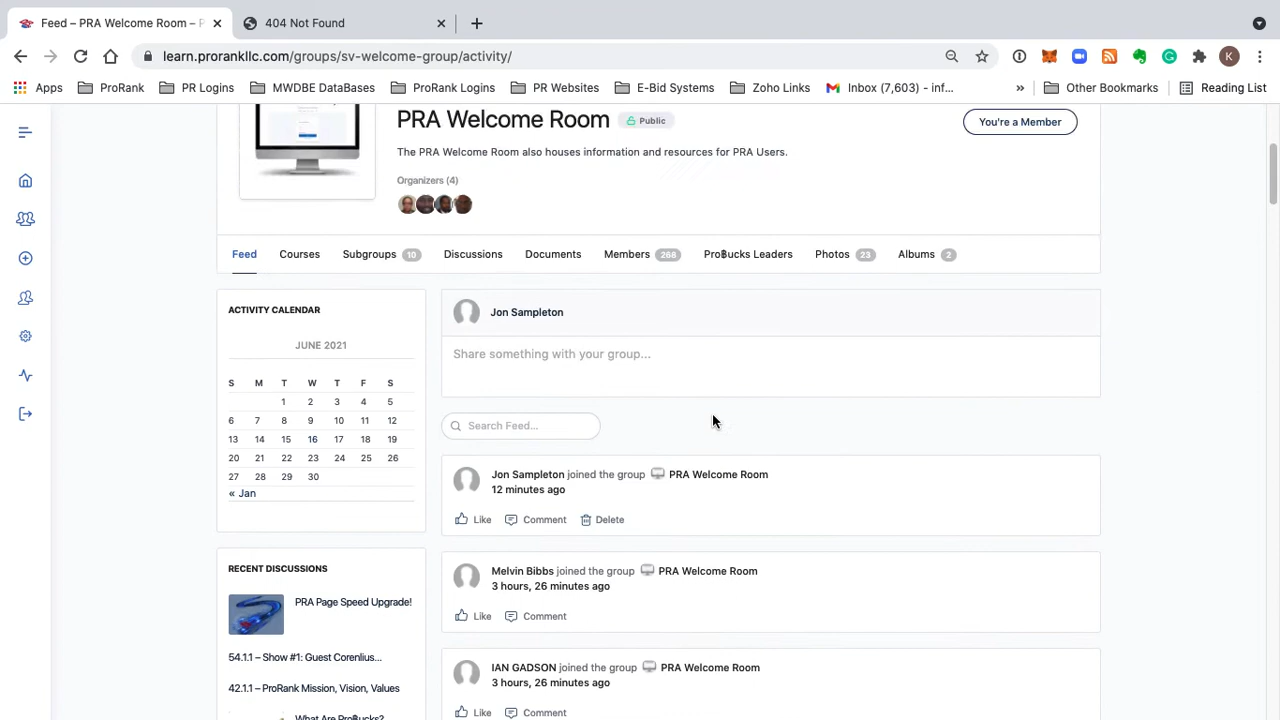 Feed – PRA Welcome Room – P
404 Not Found
learn.prorankllc.com/groups/sv-welcome-group/activity/
K
Apps
ProRank
PR Logins
MWDBE DataBases
ProRank Logins
PR Websites
E-Bid Systems
Zoho Links
Inbox (7,603) - inf...
»
Other Bookmarks
Reading List
PRA Welcome Room
Public
You're a Member
The PRA Welcome Room also houses information and resources for PRA Users.
Organizers (4)
Feed
Courses
Subgroups 10
Discussions
Documents
Members 266
Pro฿ucks Leaders
Photos 23
Albums 2
ACTIVITY CALENDAR
JUNE 2021
S M T W T F S
1 2 3 4 5
6 7 8 9 10 11 12
13 14 15 16 17 18 19
20 21 22 23 24 25 26
27 28 29 30
« Jan
Jon Sampleton
Share something with your group...
Search Feed...
Jon Sampleton joined the group PRA Welcome Room
12 minutes ago
Like Comment Delete
Melvin Bibbs joined the group PRA Welcome Room
3 hours, 26 minutes ago
Like Comment
IAN GADSON joined the group PRA Welcome Room
3 hours, 26 minutes ago
Like Comment
RECENT DISCUSSIONS
PRA Page Speed Upgrade!
54.1.1 – Show #1: Guest Corenlius...
42.1.1 – ProRank Mission, Vision, Values
What Are Pro฿ucks?